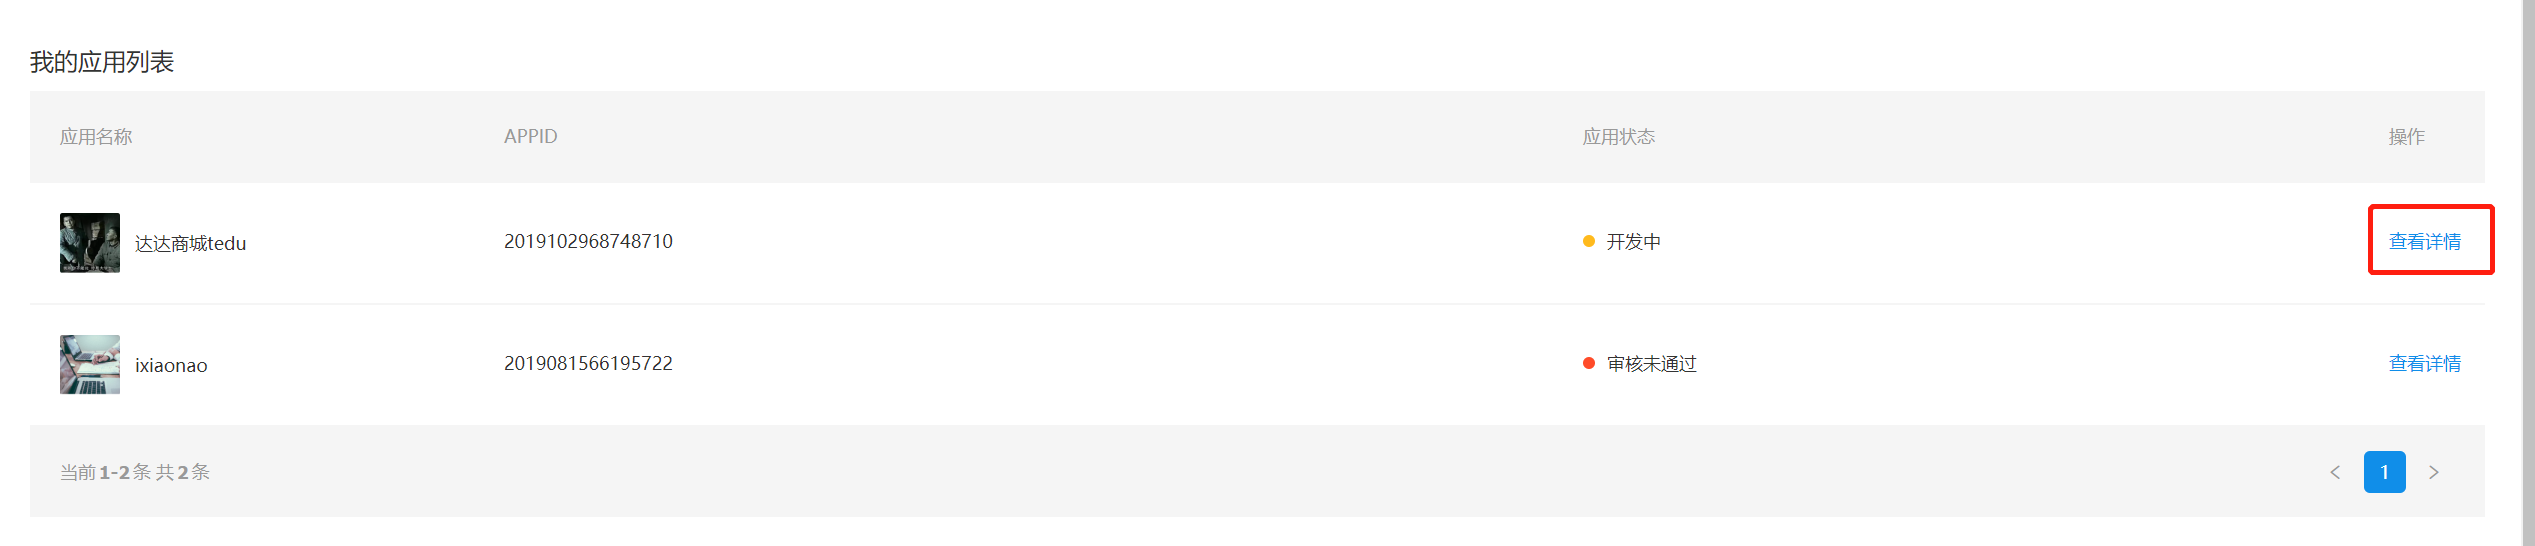 我的应用列表
应用名称 APPID 应用状态 操作
达达商城tedu 2019102968748710 开发中 查看详情
ixiaonao 2019081566195722 审核未通过 查看详情
当前 1-2 条 共 2 条 < 1 >